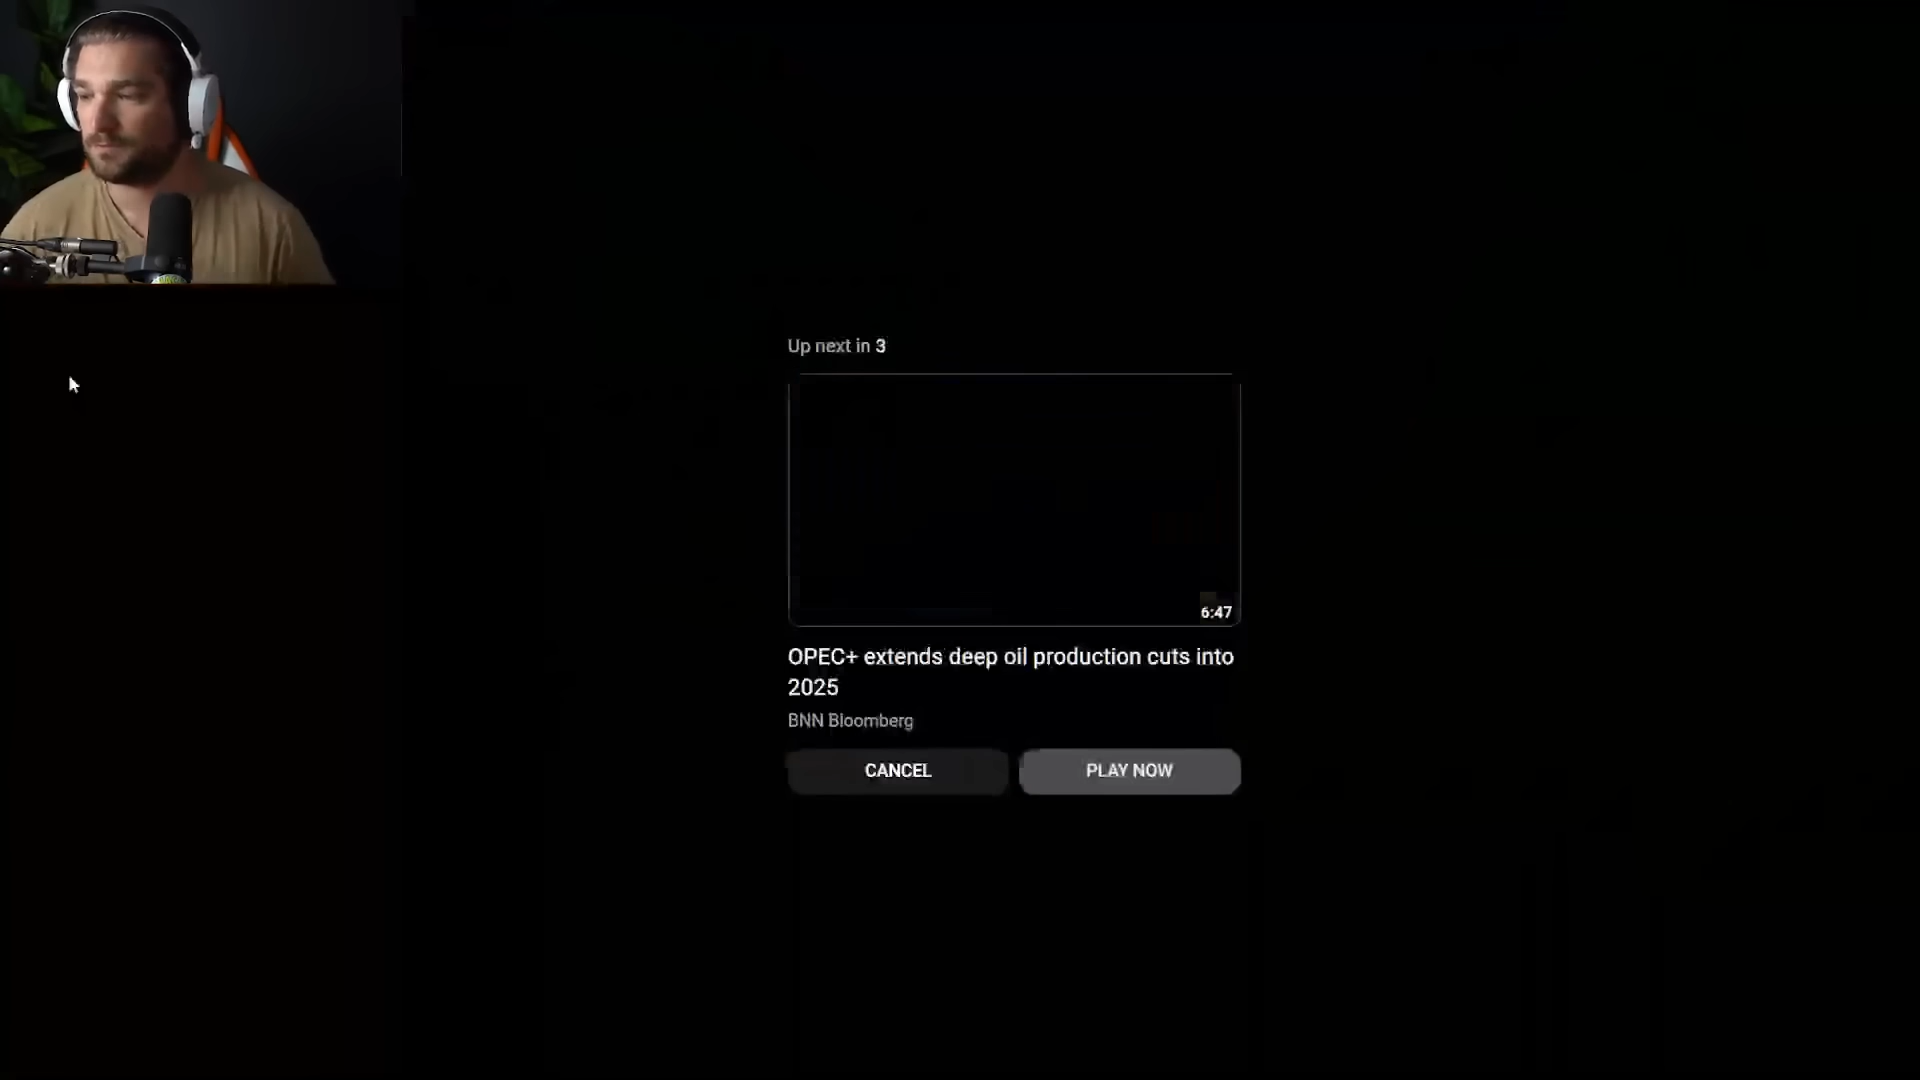 Up next in 3
6:47
OPEC+ extends deep oil production cuts into
2025
BNN Bloomberg
CANCEL
PLAY NOW